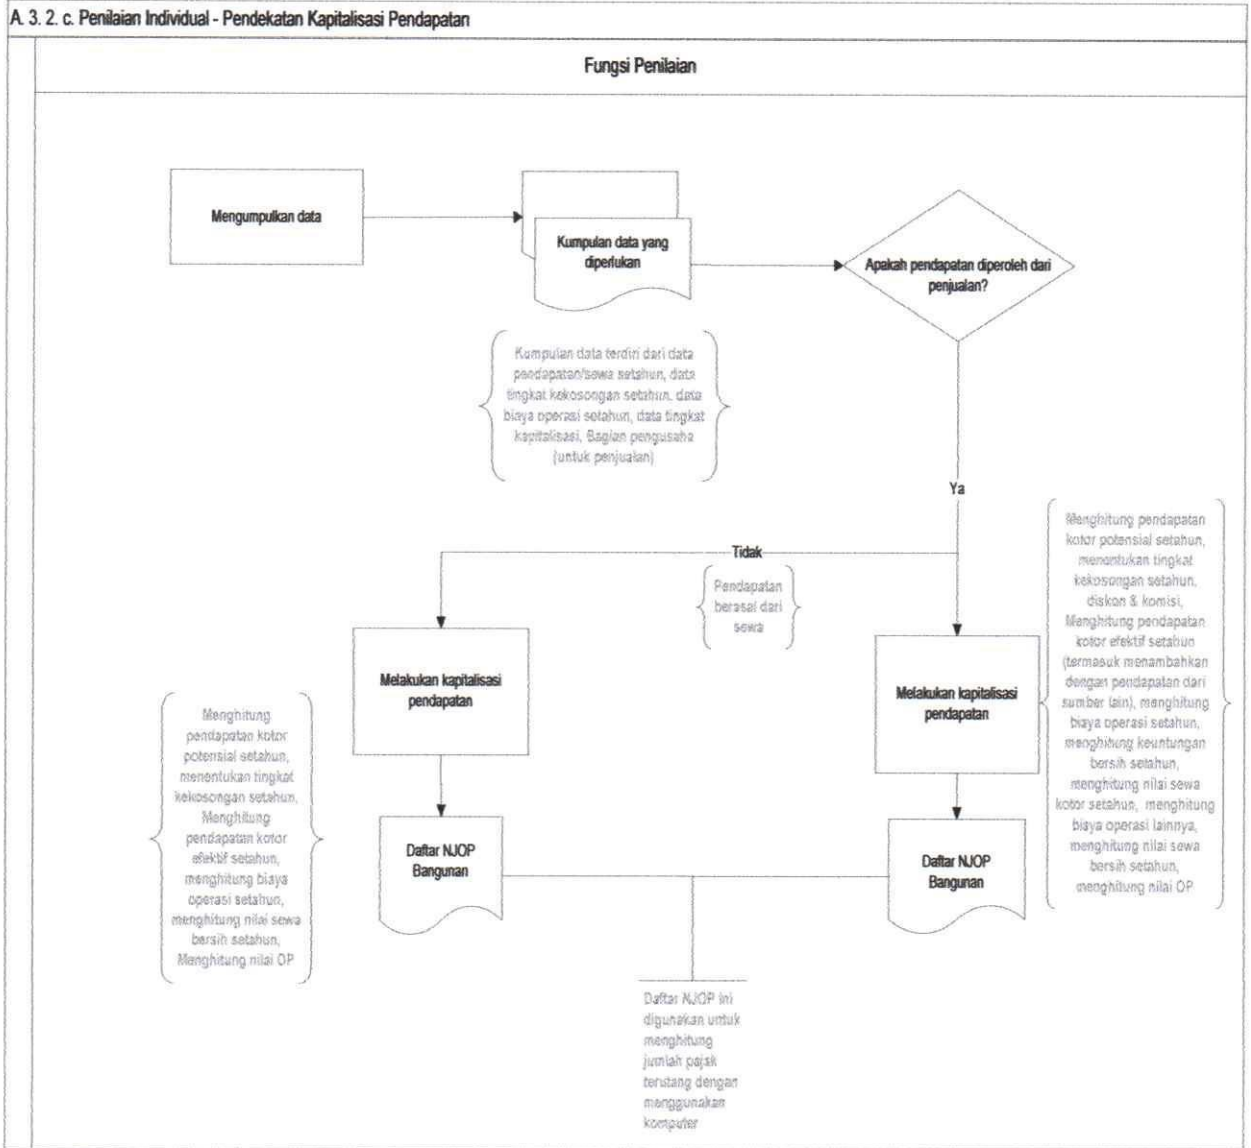 A. 3. 2. c. Penilaian Individual - Pendekatan Kapitalisasi Pendapatan
Fungsi Penilaian
Mengumpulkan data
Kumpulan data yang
diperlukan
Apakah pendapatan diperoleh dari
penjualan?
Kumpulan data terdiri dari data
pendapatan/sewa setahun, data
tingkat kekosongan setahun, data
biaya operasi setahun, data tingkat
kapitalisasi, Bagian pengusaha
(untuk penjualan)
Ya
Tidak
Pendapatan
berasal dari
sewa
Menghitung pendapatan
kotor potensial setahun,
menentukan tingkat
kekosongan setahun,
diskon & komisi,
Menghitung pendapatan
kotor efektif setahun
(termasuk menambahkan
dengan pendapatan dari
sumber lain), menghitung
biaya operasi setahun,
menghitung keuntungan
bersih setahun,
menghitung nilai sewa
kotor setahun, menghitung
biaya operasi lainnya,
menghitung nilai sewa
bersih setahun,
menghitung nilai OP
Melakukan kapitalisasi
pendapatan
Melakukan kapitalisasi
pendapatan
Menghitung
pendapatan kotor
potensial setahun,
menentukan tingkat
kekosongan setahun,
Menghitung
pendapatan kotor
efektif setahun,
menghitung biaya
operasi setahun,
menghitung nilai sewa
bersih setahun,
Menghitung nilai OP
Daftar NJOP
Bangunan
Daftar NJOP
Bangunan
Daftar NJOP ini
digunakan untuk
menghitung
jumlah pajak
terutang dengan
menggunakan
komputer